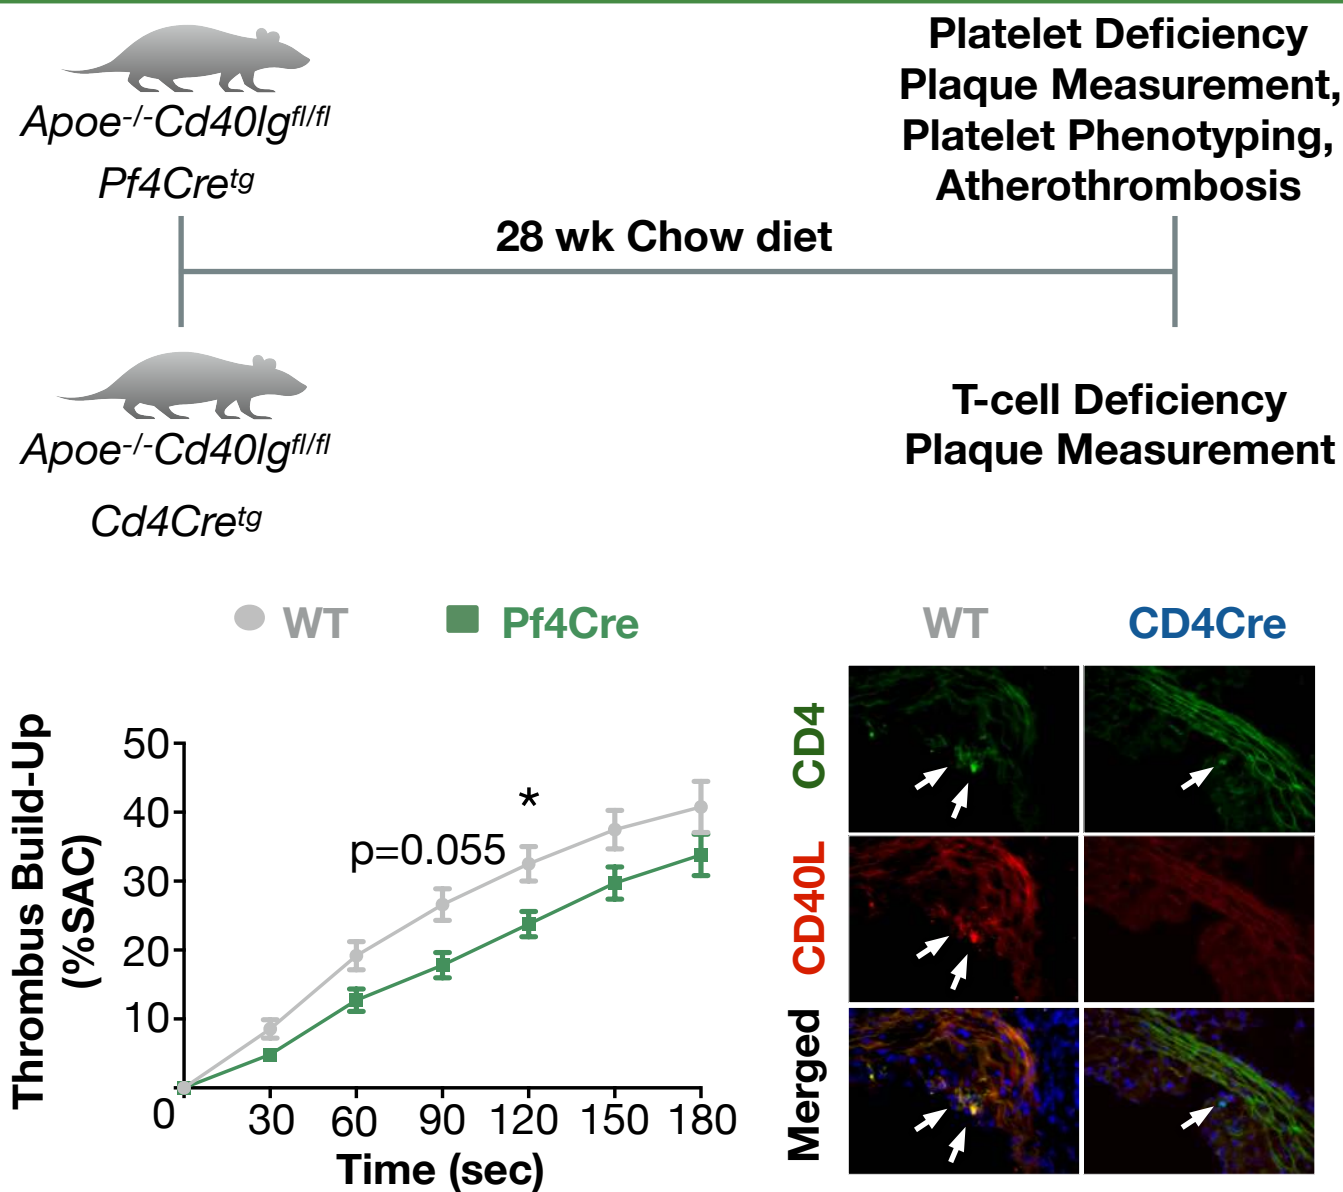 Apoe-/-Cd40lgfl/fl
Pf4Cretg
Platelet Deficiency
Plaque Measurement,
Platelet Phenotyping,
Atherothrombosis
28 wk Chow diet
Apoe-/-Cd40lgfl/fl
Cd4Cretg
T-cell Deficiency
Plaque Measurement
WT
Pf4Cre
Thrombus Build-Up
(%SAC)
50
40
30
20
10
0
p=0.055
*
30 60 90 120 150 180
Time (sec)
WT
CD4Cre
CD4
CD40L
Merged